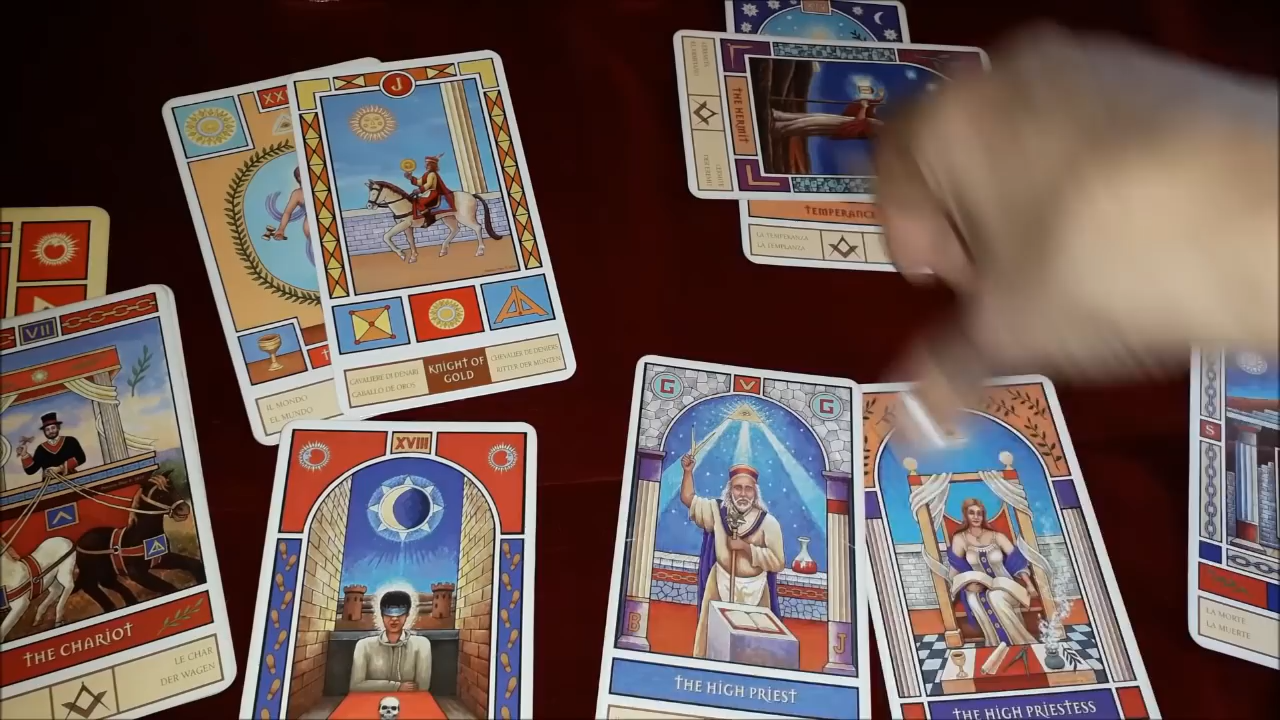 XIV
THE HERMIT
TEMPERANCE
LA TEMPERANZA
LA TEMPLANZA
XX
J
CAVALIERE DI DENARI
CABALLO DE OROS
KNIGHT OF
GOLD
CHEVALIER DE DENIERS
RITTER DER MÜNZEN
IL MONDO
EL MUNDO
VII
THE CHARIOT
LE CHAR
DER WAGEN
XVIII
G
V
G
B
J
THE HIGH PRIEST
THE HIGH PRIESTESS
S
LA MORTE
LA MUERTE